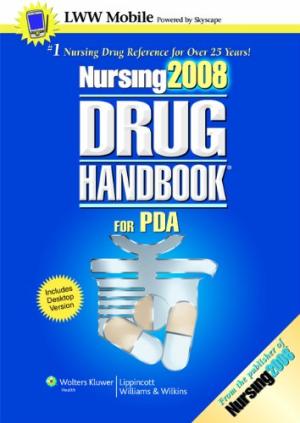 LWW Mobile Powered by Skyscape
#1 Nursing Drug Reference for Over 25 Years!
Nursing2008
DRUG
HANDBOOK®
FOR PDA
Includes
Desktop
Version
From the publisher of
Nursing2008
Wolters Kluwer
Health
Lippincott
Williams & Wilkins